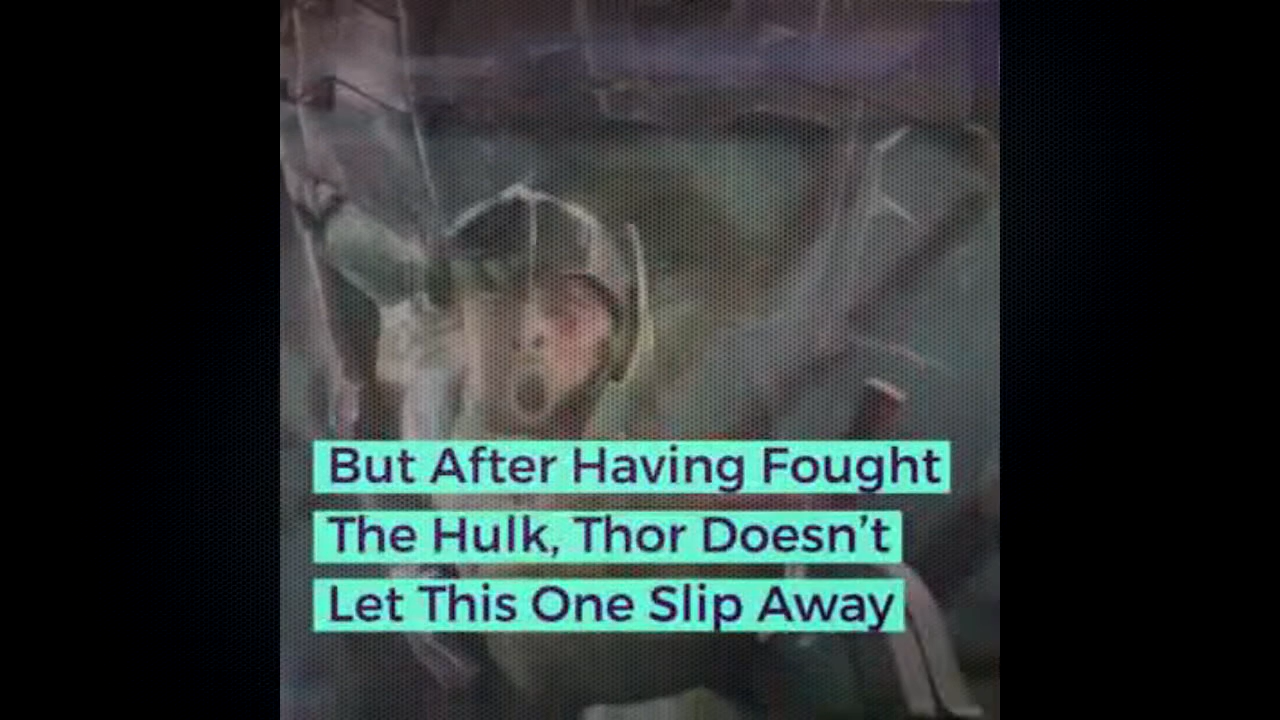 But After Having Fought
The Hulk, Thor Doesn’t
Let This One Slip Away